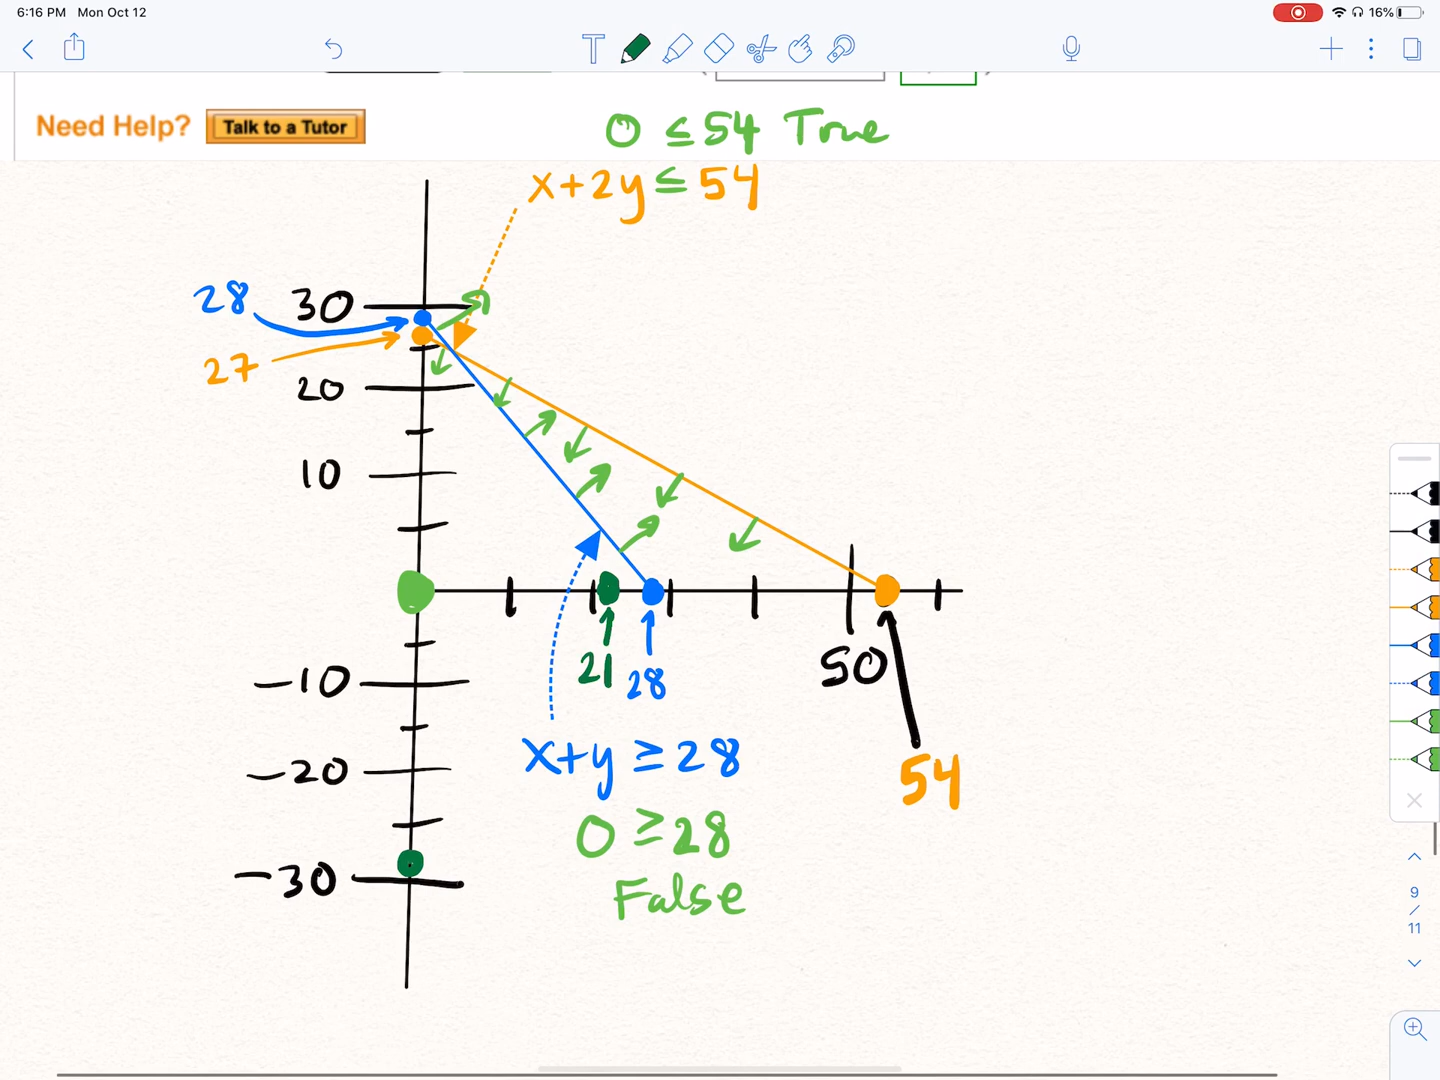 6:16 PM Mon Oct 12
16%
T
Need Help? Talk to a Tutor
0 ≤ 54 True
x+2y ≤ 54
28
30
27
20
10
21
28
50
-10
x+y ≥ 28
-20
54
0 ≥ 28
-30
False
9
/
11